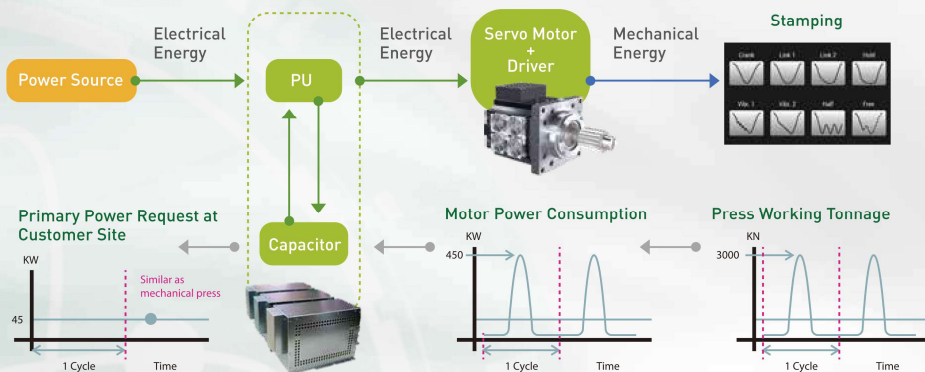 Stamping
Electrical
Energy
Electrical
Energy
Servo Motor
+
Driver
Mechanical
Energy
Power Source
PU
Crank
Link 1
Link 2
Hold
Vib. 1
Vib. 2
Half
Free
Capacitor
Primary Power Request at
Customer Site
KW
45
Similar as
mechanical press
1 Cycle
Time
Motor Power Consumption
KW
450
1 Cycle
Time
Press Working Tonnage
KN
3000
1 Cycle
Time